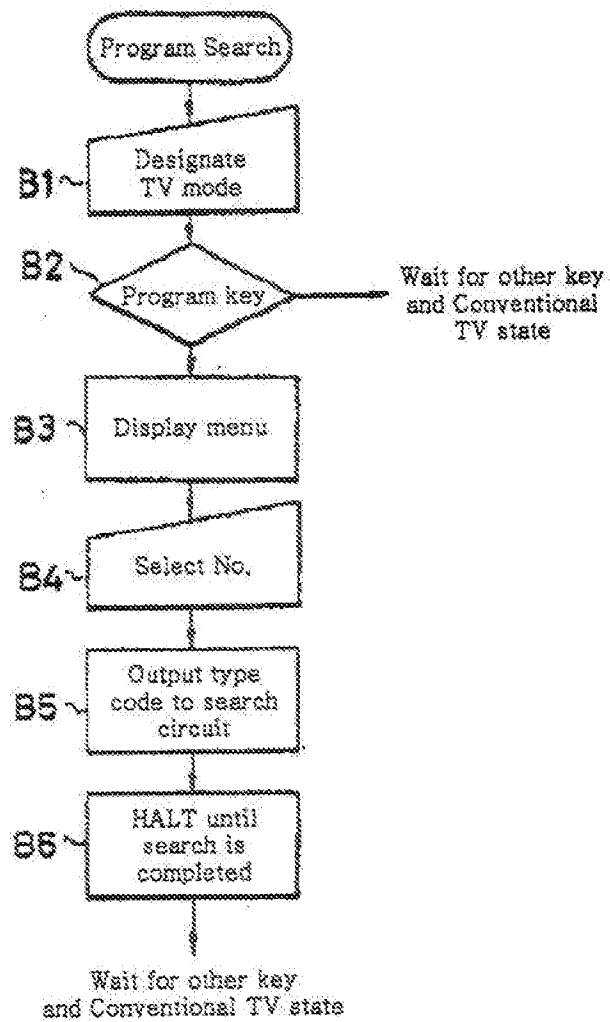 Program Search
B1
Designate
TV mode
B2
Program key
Wait for other key
and Conventional
TV state
B3
Display menu
B4
Select No.
B5
Output type
code to search
circuit
B6
HALT until
search is
completed
Wait for other key
and Conventional TV state